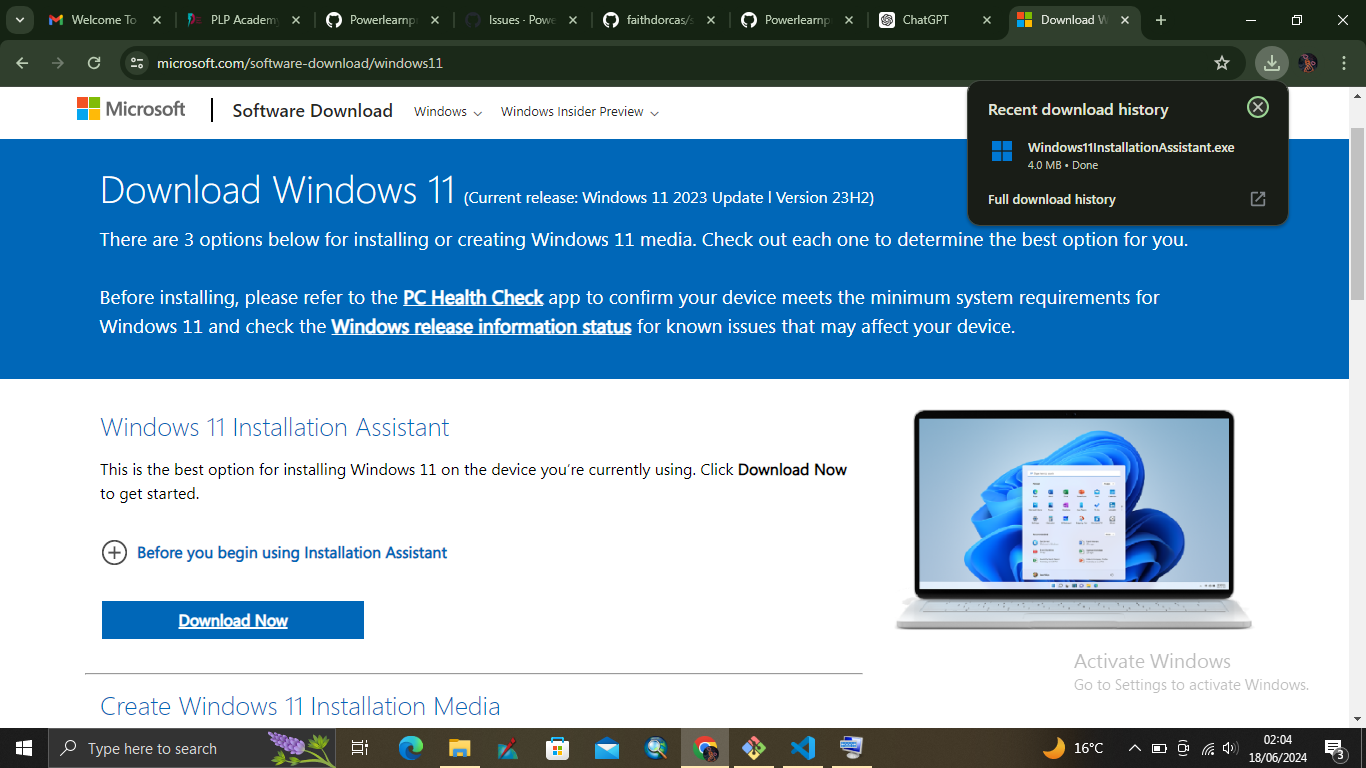 Welcome To
PLP Academy
Powerlearnp
Issues · Powe
faithdorcas/s
Powerlearnp
ChatGPT
Download W
microsoft.com/software-download/windows11
Microsoft
Software Download
Windows
Windows Insider Preview
Recent download history
Windows11InstallationAssistant.exe
4.0 MB • Done
Full download history
Download Windows 11 (Current release: Windows 11 2023 Update l Version 23H2)
There are 3 options below for installing or creating Windows 11 media. Check out each one to determine the best option for you.
Before installing, please refer to the PC Health Check app to confirm your device meets the minimum system requirements for
Windows 11 and check the Windows release information status for known issues that may affect your device.
Windows 11 Installation Assistant
This is the best option for installing Windows 11 on the device you're currently using. Click Download Now
to get started.
Before you begin using Installation Assistant
Download Now
Create Windows 11 Installation Media
Activate Windows
Go to Settings to activate Windows.
Type here to search
16°C
02:04
18/06/2024
3